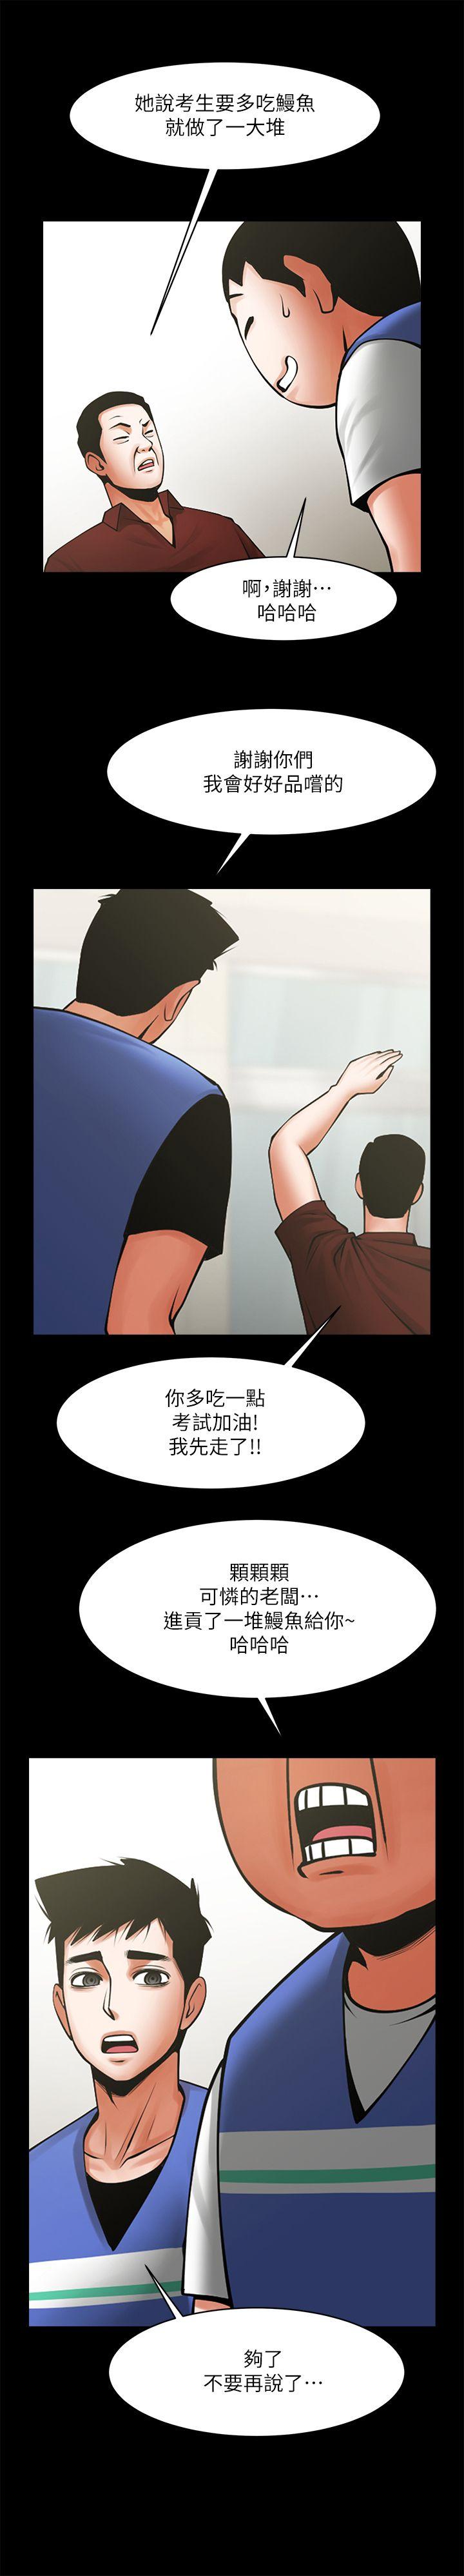 她說考生要多吃鰻魚
就做了一大堆
啊,謝謝⋯
哈哈哈
謝謝你們
我會好好品嚐的
你多吃一點
考試加油!
我先走了!!
顆顆顆
可憐的老闆⋯
進貢了一堆鰻魚給你~
哈哈哈
夠了
不要再說了⋯